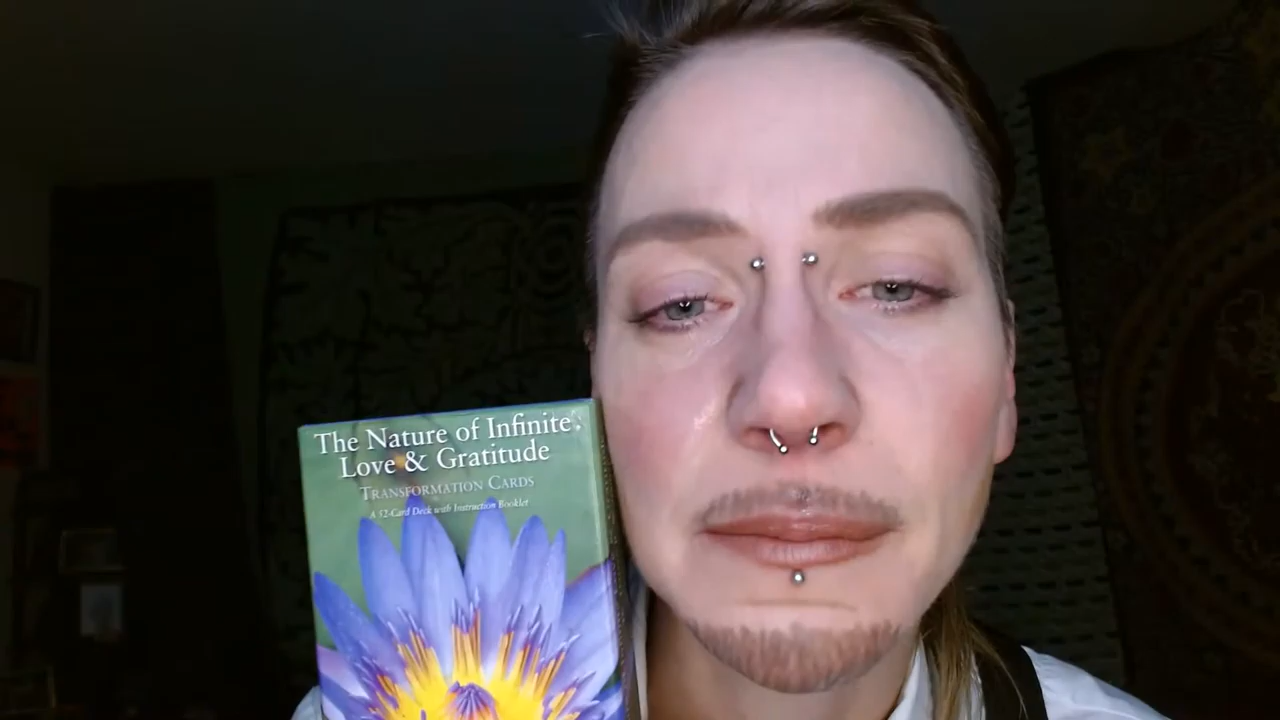 The Nature of Infinite
Love & Gratitude
Transformation Cards
A 52-Card Deck with Instruction Booklet